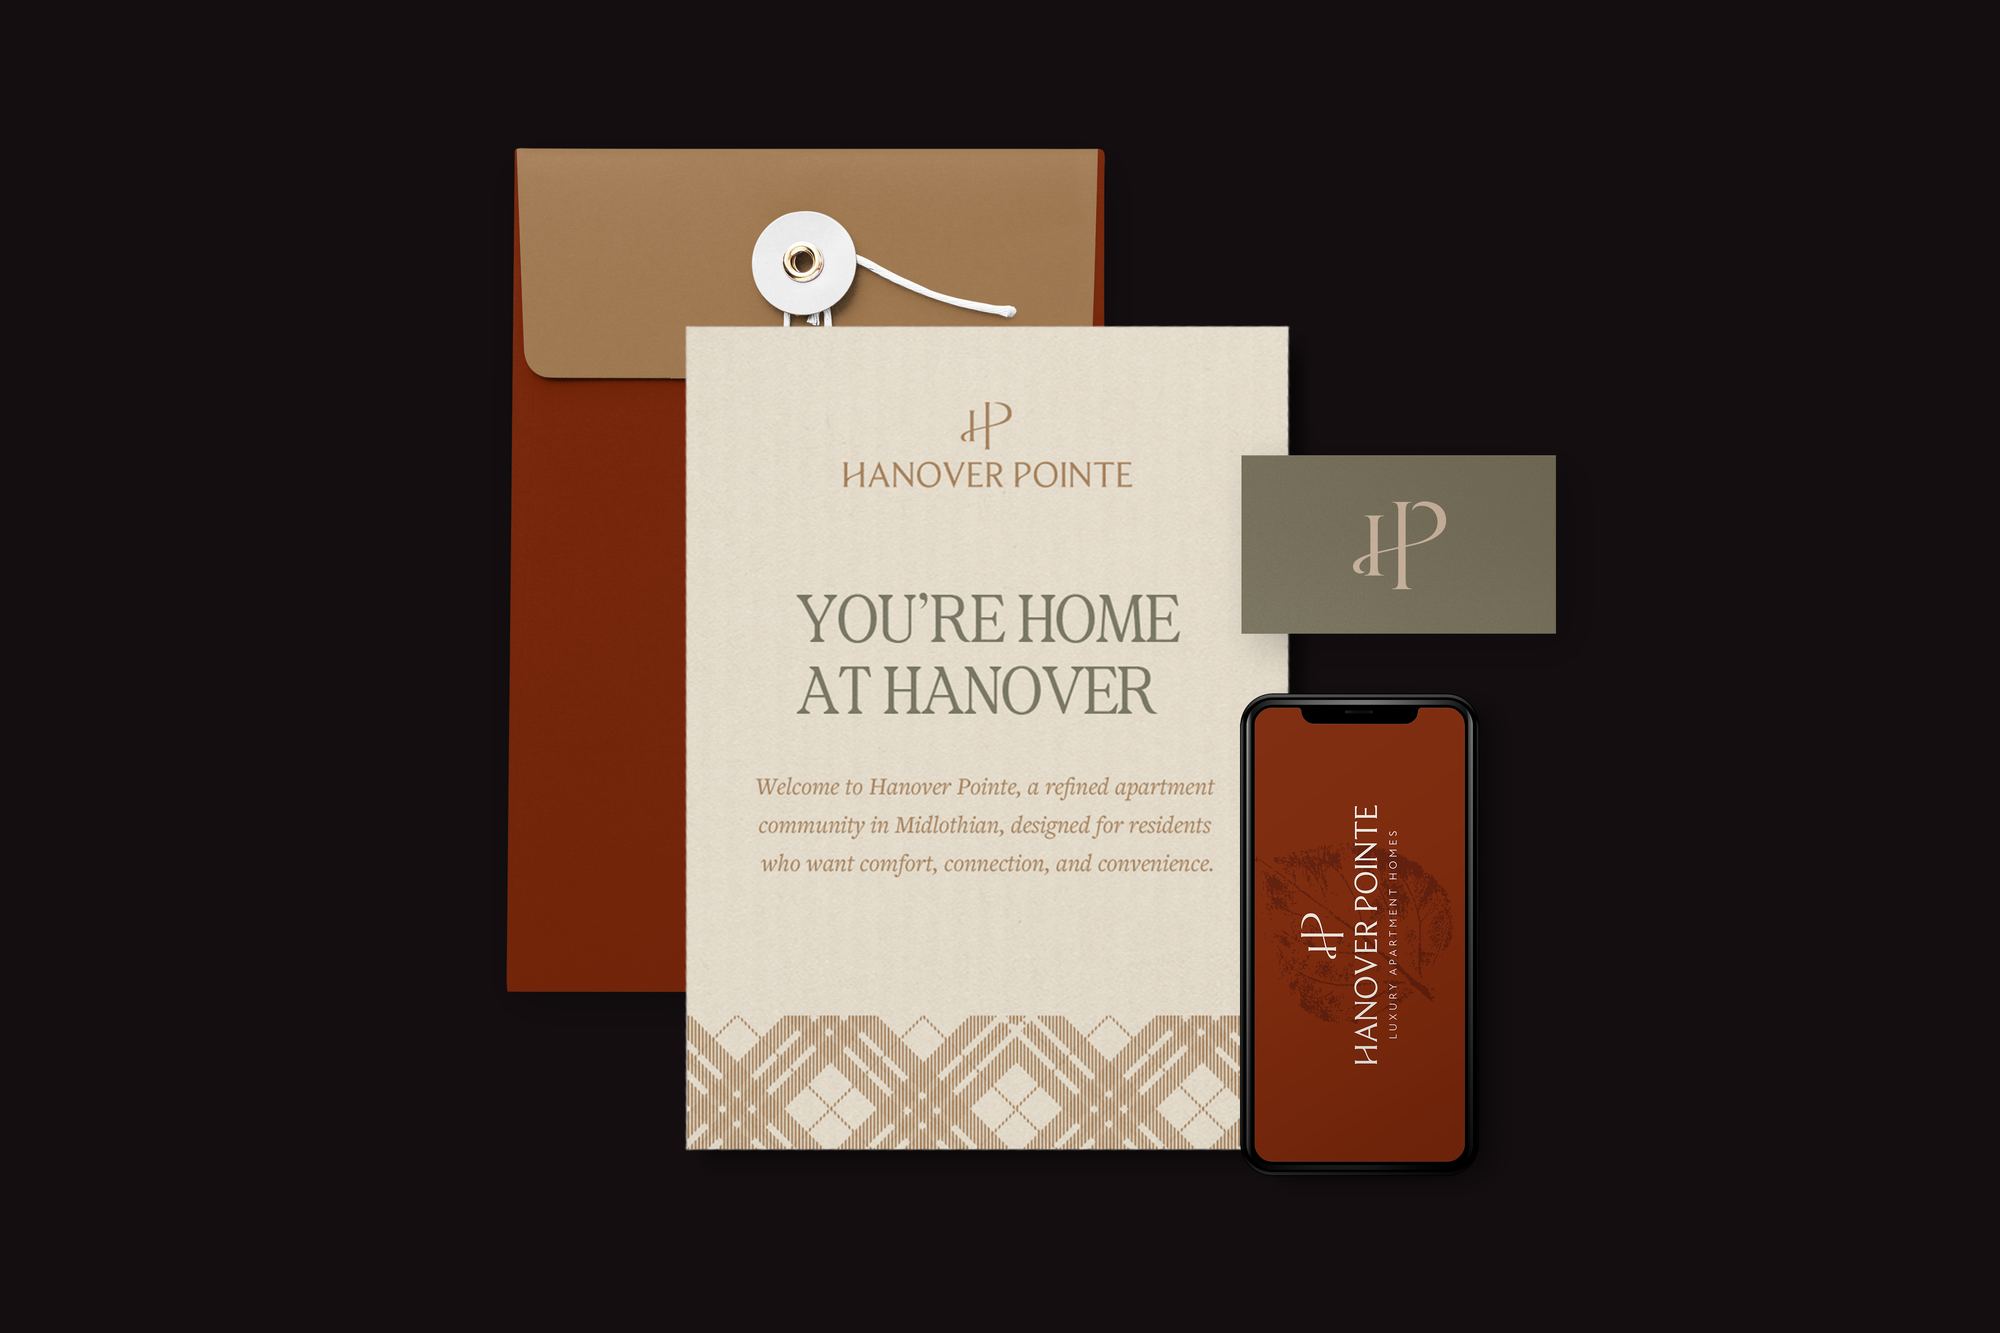 HP
HANOVER POINTE
YOU’RE HOME
AT HANOVER
Welcome to Hanover Pointe, a refined apartment
community in Midlothian, designed for residents
who want comfort, connection, and convenience.
HP
HP
HANOVER POINTE
LUXURY APARTMENT HOMES